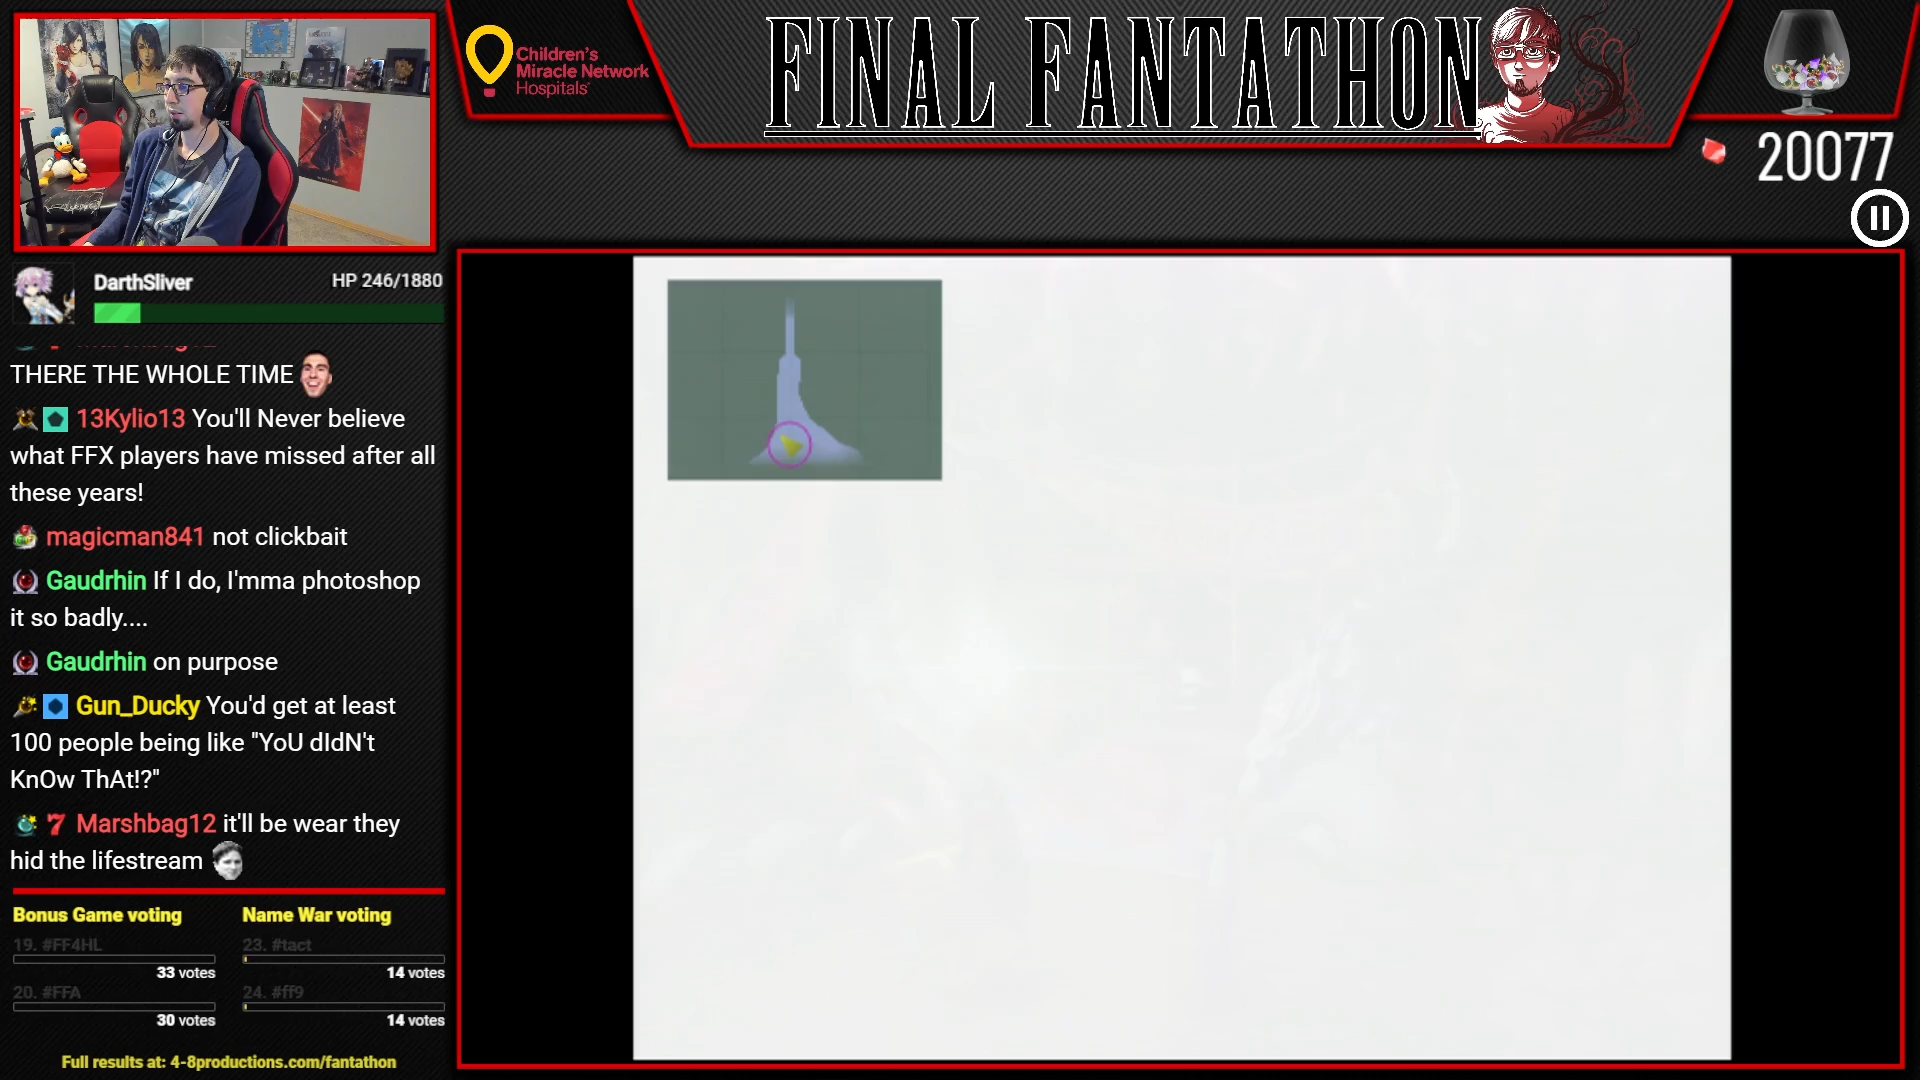 Children's
Miracle Network
Hospitals
FINAL FANTATHON
20077
DarthSliver
HP 246/1880
THERE THE WHOLE TIME
13Kylio13 You'll Never believe
what FFX players have missed after all
these years!
magicman841 not clickbait
Gaudrhin If I do, I'mma photoshop
it so badly....
Gaudrhin on purpose
Gun_Ducky You'd get at least
100 people being like "YoU dIdN't
KnOw ThAt!?"
7 Marshbag12 it'll be wear they
hid the lifestream
Bonus Game voting
19. #FF4HL
33 votes
20. #FFA
30 votes
Name War voting
23. #tact
14 votes
24. #ff9
14 votes
Full results at: 4-8productions.com/fantathon